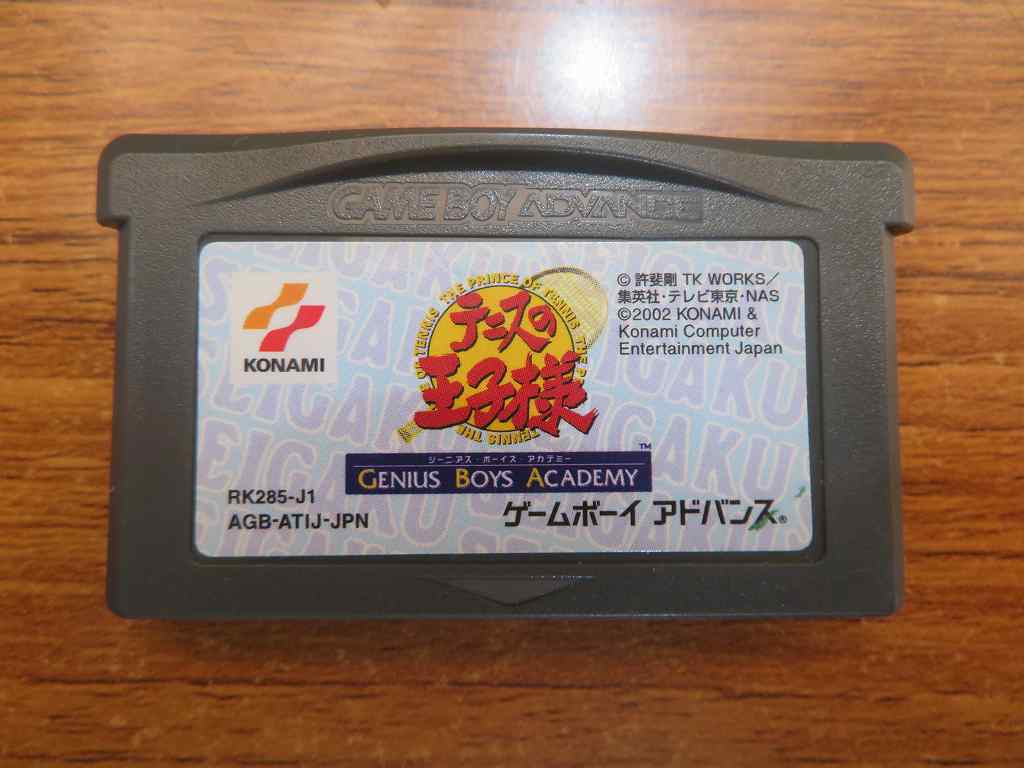 GAME BOY ADVANCE
KONAMI
THE PRINCE OF TENNIS
テニスの
王子様
© 許斐剛 TK WORKS/
集英社・テレビ東京・NAS
©2002 KONAMI &
Konami Computer
Entertainment Japan
SEIGAKU
ジーニアス・ボーイズ・アカデミー
GENIUS BOYS ACADEMY™
RK285-J1
AGB-ATIJ-JPN
ゲームボーイ アドバンス®